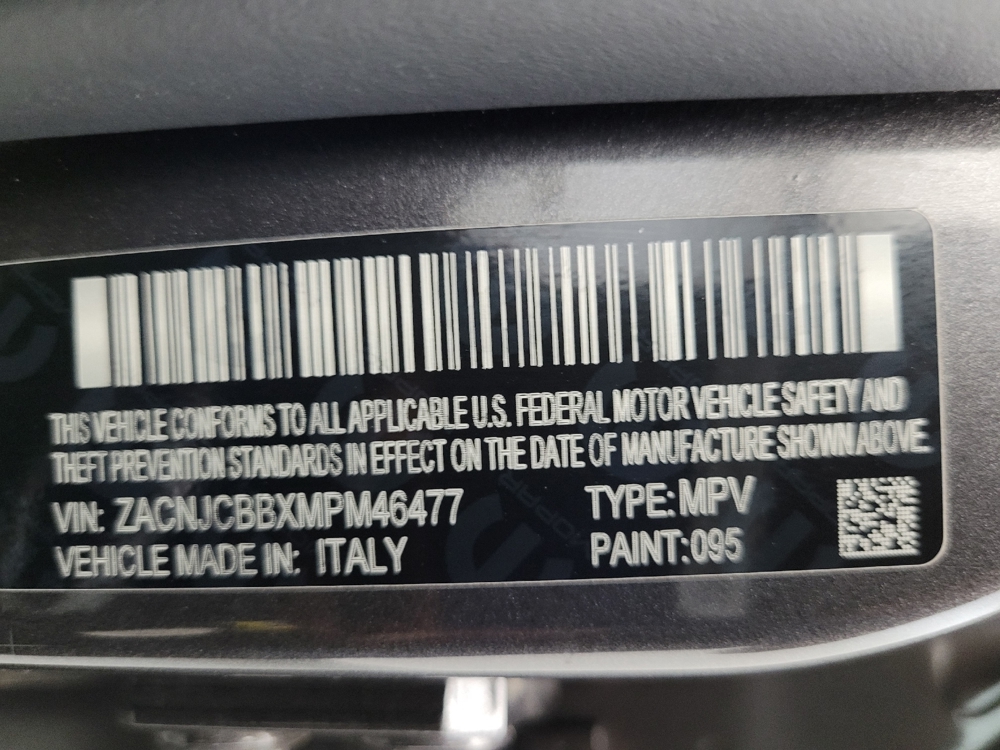 THIS VEHICLE CONFORMS TO ALL APPLICABLE U.S. FEDERAL MOTOR VEHICLE SAFETY AND
THEFT PREVENTION STANDARDS IN EFFECT ON THE DATE OF MANUFACTURE SHOWN ABOVE
VIN: ZACNJCBBXMPM46477 TYPE: MPV
VEHICLE MADE IN: ITALY PAINT: 095